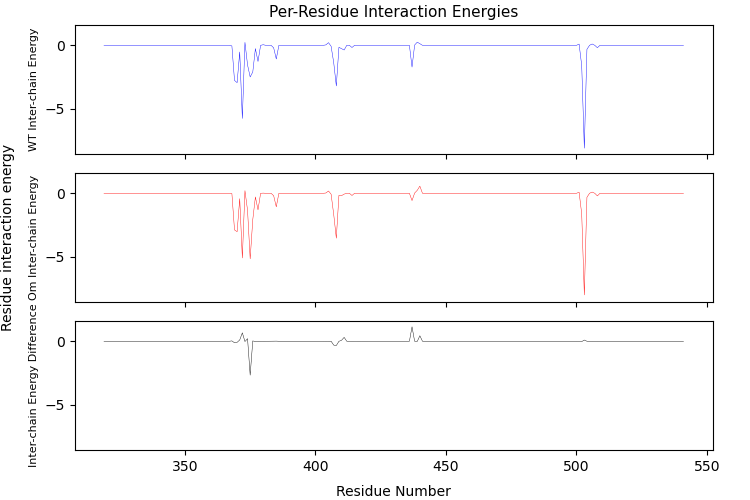 Per-Residue Interaction Energies
Residue interaction energy
WT Inter-chain Energy
0
−5
Om Inter-chain Energy
0
−5
Inter-chain Energy Difference
0
−5
350
400
450
500
550
Residue Number